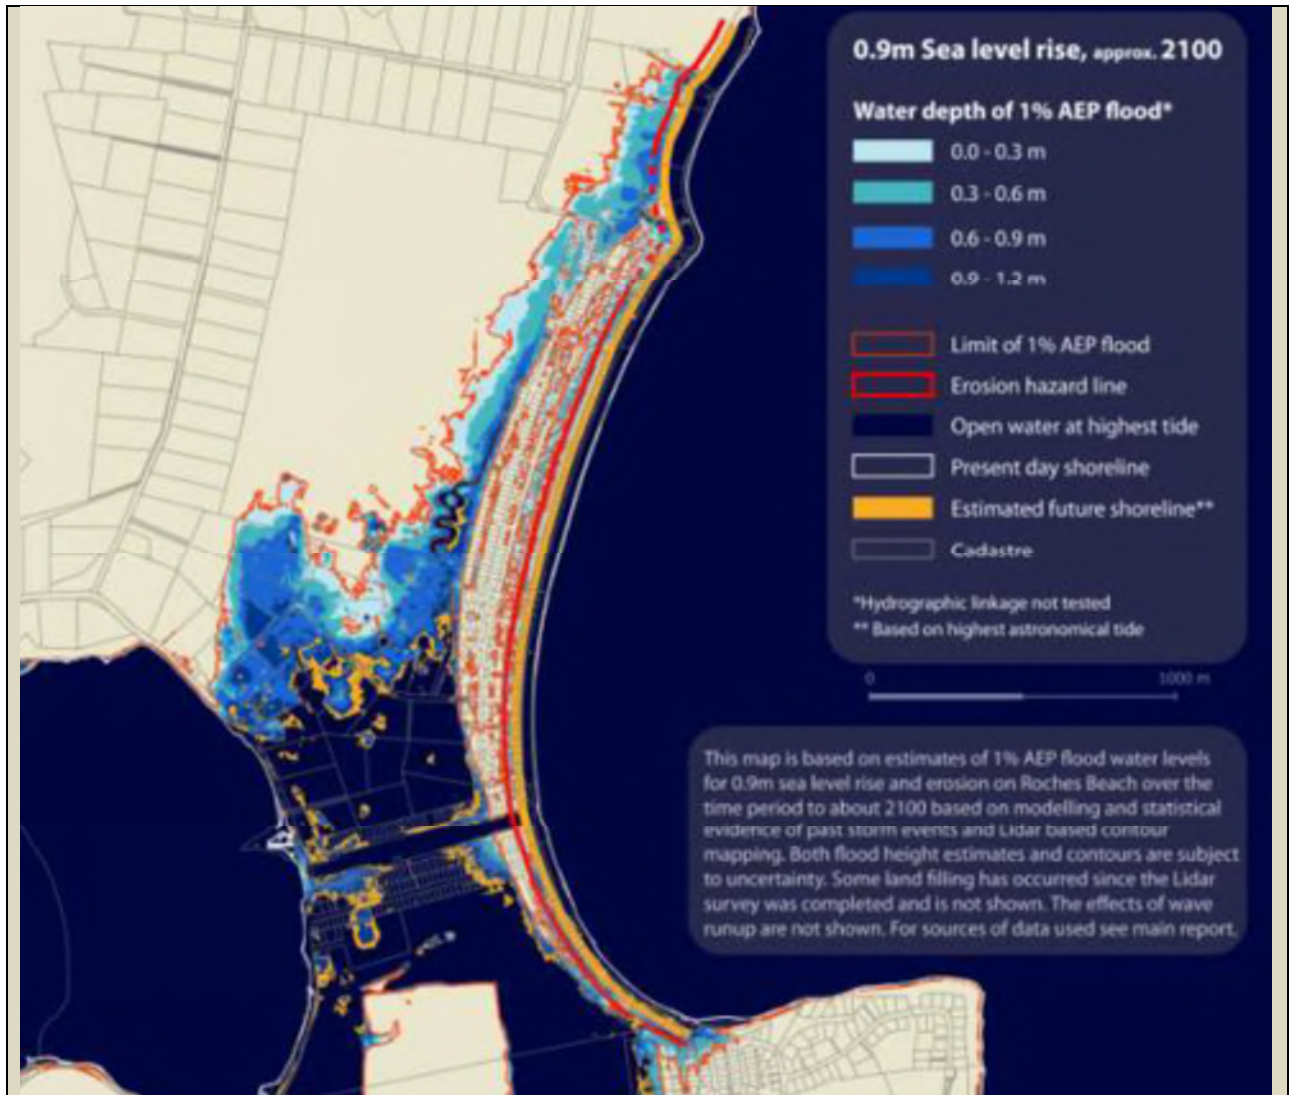 0.9m Sea level rise, approx. 2100
Water depth of 1% AEP flood*
0.0 - 0.3 m
0.3 - 0.6 m
0.6 - 0.9 m
0.9 - 1.2 m
Limit of 1% AEP flood
Erosion hazard line
Open water at highest tide
Present day shoreline
Estimated future shoreline**
Cadastre
*Hydrographic linkage not tested
** Based on highest astronomical tide
0 1000 m
This map is based on estimates of 1% AEP flood water levels
for 0.9m sea level rise and erosion on Roches Beach over the
time period to about 2100 based on modelling and statistical
evidence of past storm events and Lidar based contour
mapping. Both flood height estimates and contours are subject
to uncertainty. Some land filling has occurred since the Lidar
survey was completed and is not shown. The effects of wave
runup are not shown. For sources of data used see main report.